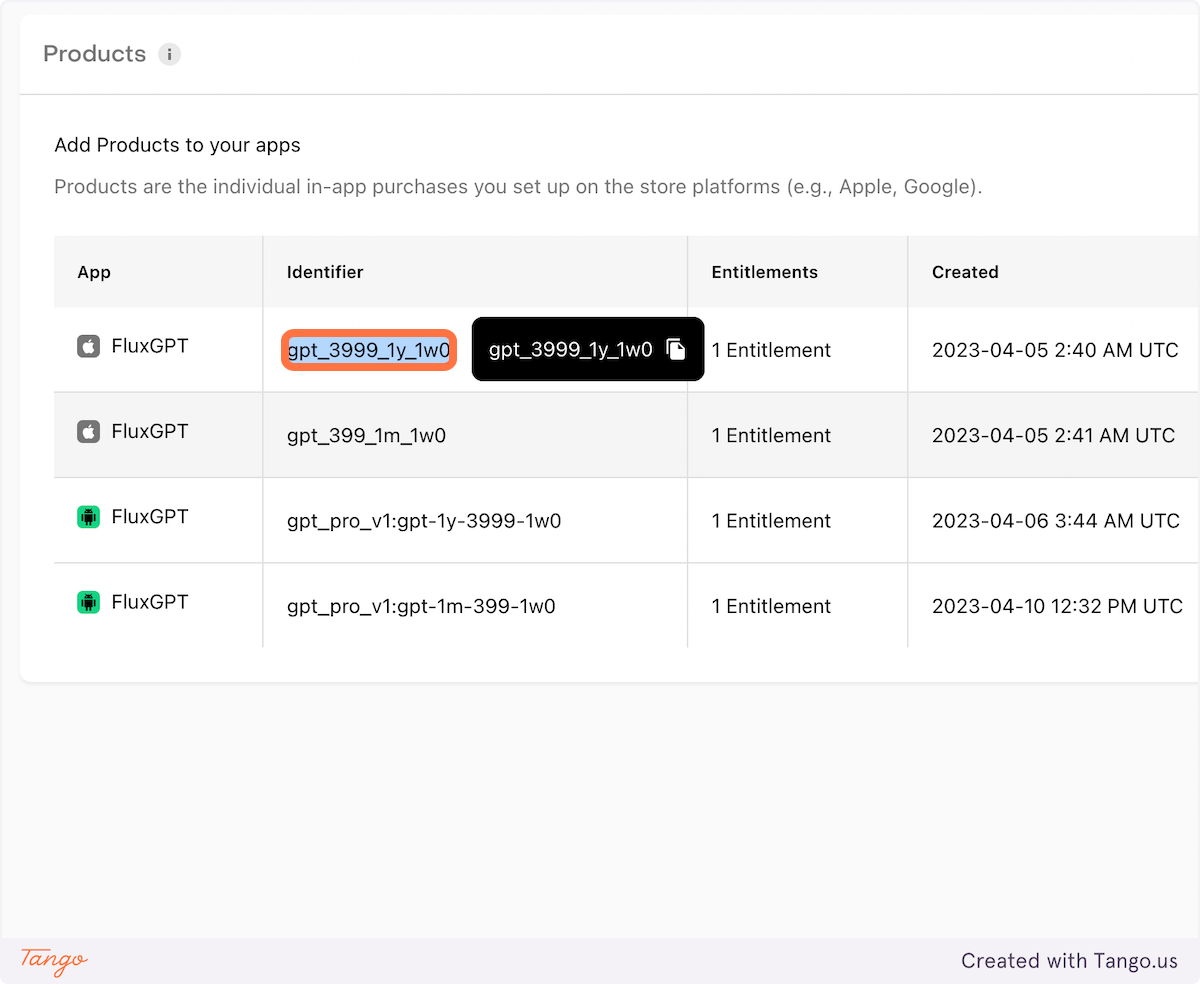 Products i
Add Products to your apps
Products are the individual in-app purchases you set up on the store platforms (e.g., Apple, Google).
App Identifier Entitlements Created
FluxGPT gpt_3999_1y_1w0 gpt_3999_1y_1w0 1 Entitlement 2023-04-05 2:40 AM UTC
FluxGPT gpt_399_1m_1w0 1 Entitlement 2023-04-05 2:41 AM UTC
FluxGPT gpt_pro_v1:gpt-1y-3999-1w0 1 Entitlement 2023-04-06 3:44 AM UTC
FluxGPT gpt_pro_v1:gpt-1m-399-1w0 1 Entitlement 2023-04-10 12:32 PM UTC
Tango Created with Tango.us